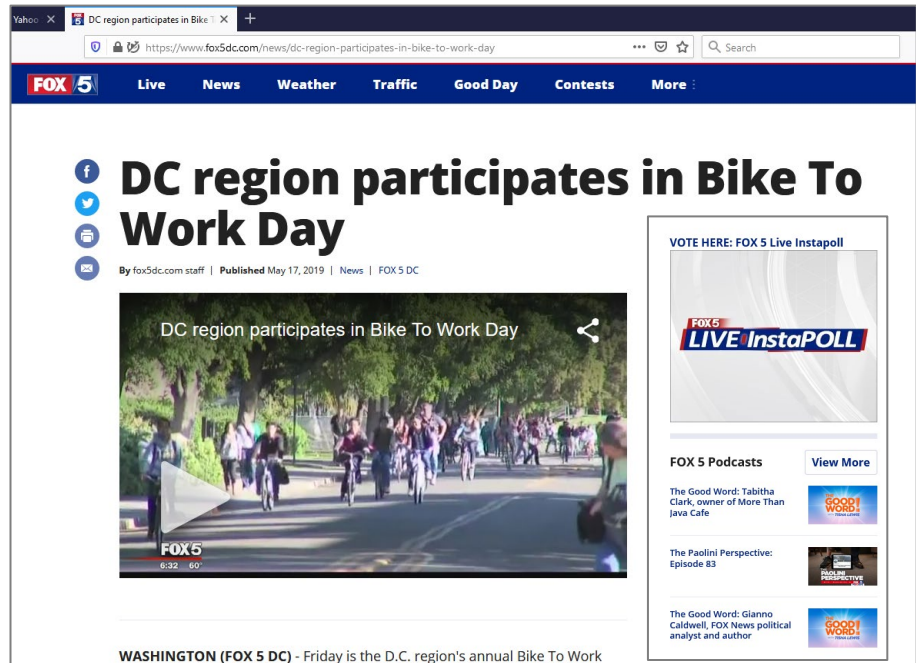 Yahoo
DC region participates in Bike T
https://www.fox5dc.com/news/dc-region-participates-in-bike-to-work-day
Search
FOX 5
Live
News
Weather
Traffic
Good Day
Contests
More
DC region participates in Bike To
Work Day
By fox5dc.com staff | Published May 17, 2019 | News | FOX 5 DC
DC region participates in Bike To Work Day
FOX 5
6:32 60°
WASHINGTON (FOX 5 DC) - Friday is the D.C. region's annual Bike To Work
VOTE HERE: FOX 5 Live Instapoll
FOX 5
LIVE InstaPOLL
FOX 5 Podcasts
View More
The Good Word: Tabitha
Clark, owner of More Than
Java Cafe
THE
GOOD
WORD!
The Paolini Perspective:
Episode 83
PAOLINI
PERSPECTIVE
The Good Word: Gianno
Caldwell, FOX News political
analyst and author
THE
GOOD
WORD!